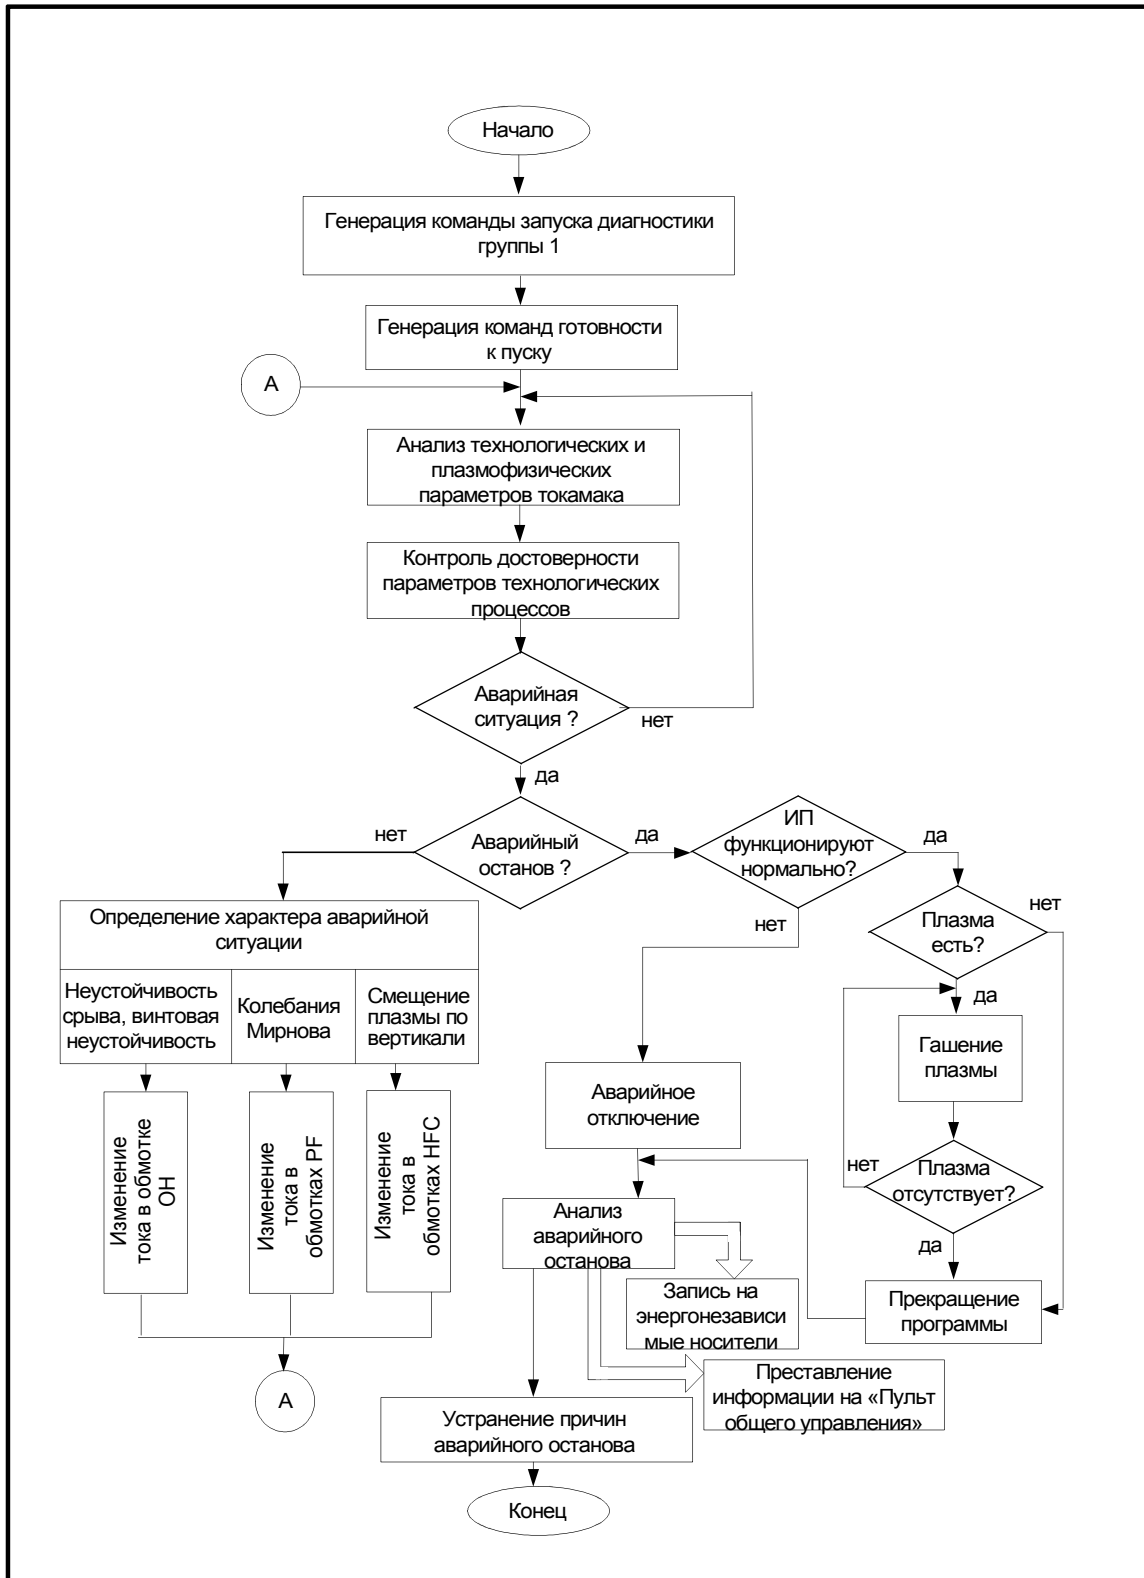 Начало
Генерация команды запуска диагностики
группы 1
Генерация команд готовности
к пуску
А
Анализ технологических и
плазмофизических
параметров токамака
Контроль достоверности
параметров технологических
процессов
Аварийная
ситуация ?
нет
да
Аварийный
останов ?
нет
да
ИП
функционируют
нормально?
да
нет
Плазма
есть?
нет
да
Определение характера аварийной
ситуации
Неустойчивость
срыва, винтовая
неустойчивость
Колебания
Мирнова
Смещение
плазмы по
вертикали
Изменение
тока в обмотке
ОН
Изменение
тока в
обмотках PF
Изменение
тока в
обмотках HFC
А
Аварийное
отключение
Гашение
плазмы
нет
Плазма
отсутствует?
да
Анализ
аварийного
останова
Прекращение
программы
Запись на
энергонезависи
мые носители
Преставление
информации на «Пульт
общего управления»
Устранение причин
аварийного останова
Конец